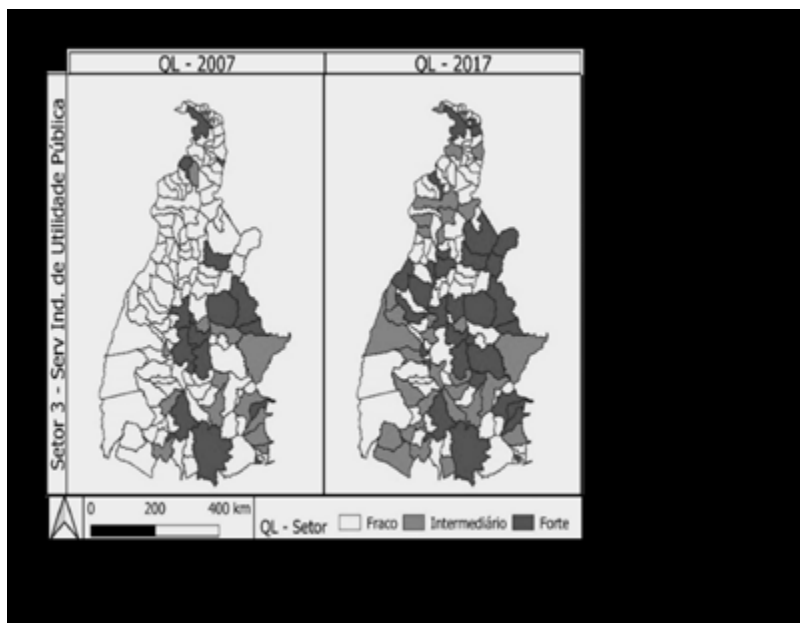 QL - 2007
QL - 2017
Setor 3 - Serv Ind. de Utilidade Pública
0 200 400 km
QL - Setor Fraco Intermediário Forte